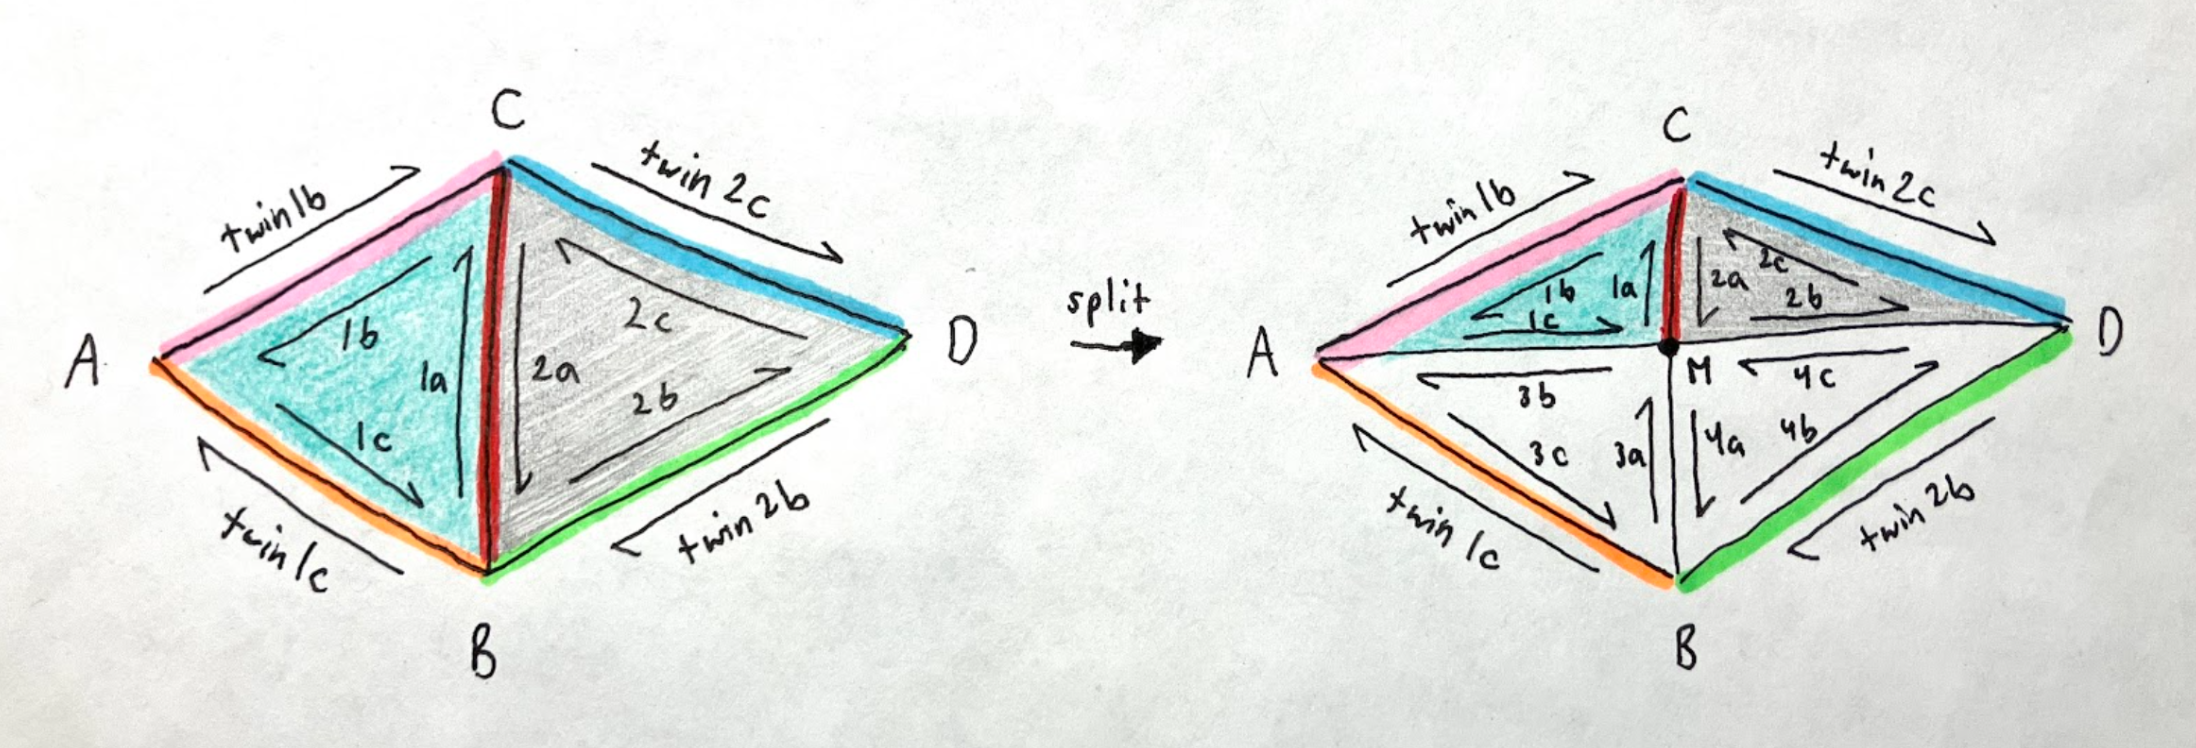 C
twin 1b
twin 2c
1b
1a
2a
2c
2b
1c
A
D
twin 1c
twin 2b
B
split
C
twin 1b
twin 2c
1b
1a
1c
2a
2c
2b
A
D
M
3b
3c
3a
4c
4a
4b
twin 1c
twin 2b
B